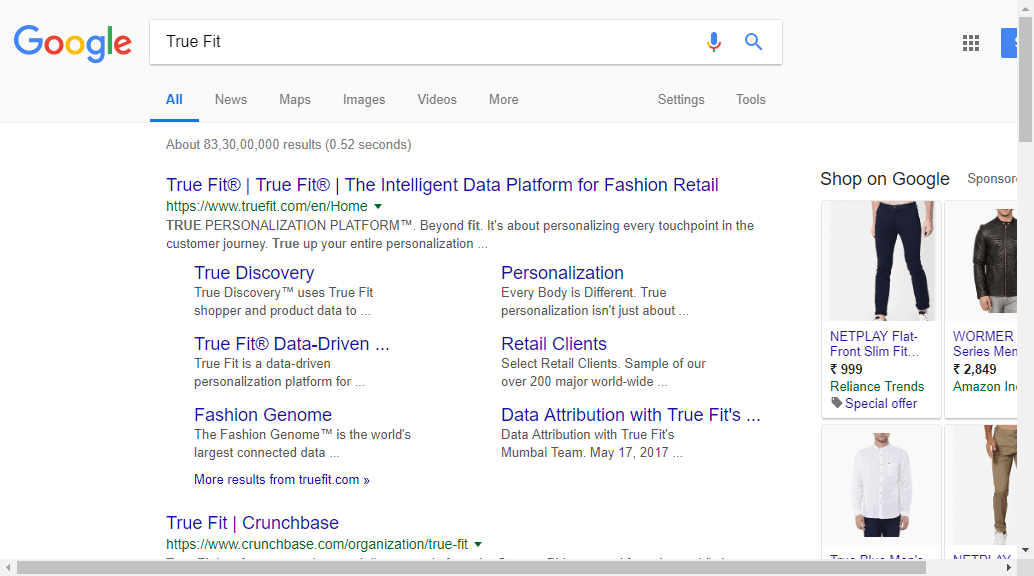 Google
True Fit
All News Maps Images Videos More Settings Tools
About 83,30,00,000 results (0.52 seconds)
True Fit® | True Fit® | The Intelligent Data Platform for Fashion Retail
https://www.truefit.com/en/Home
TRUE PERSONALIZATION PLATFORM™. Beyond fit. It's about personalizing every touchpoint in the
customer journey. True up your entire personalization ...
True Discovery
True Discovery™ uses True Fit
shopper and product data to ...
Personalization
Every Body is Different. True
personalization isn't just about ...
True Fit® Data-Driven ...
True Fit is a data-driven
personalization platform for ...
Retail Clients
Select Retail Clients. Sample of our
over 200 major world-wide ...
Fashion Genome
The Fashion Genome™ is the world's
largest connected data ...
Data Attribution with True Fit's ...
Data Attribution with True Fit's
Mumbai Team. May 17, 2017 ...
More results from truefit.com »
True Fit | Crunchbase
https://www.crunchbase.com/organization/true-fit
Shop on Google Sponsor
NETPLAY Flat-
Front Slim Fit...
₹ 999
Reliance Trends
Special offer
WORMER
Series Men
₹ 2,849
Amazon In